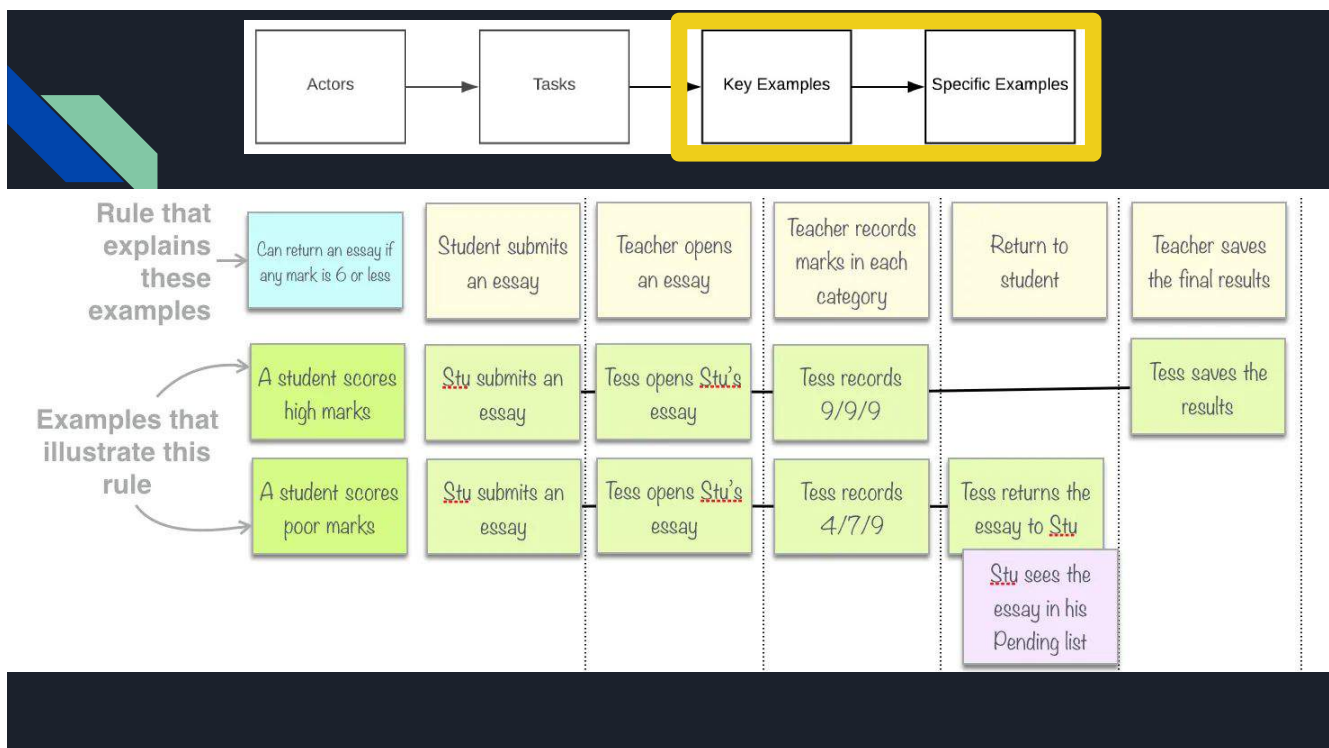 Actors
Tasks
Key Examples
Specific Examples
Rule that
explains
these
examples
Can return an essay if
any mark is 6 or less
Student submits
an essay
Teacher opens
an essay
Teacher records
marks in each
category
Return to
student
Teacher saves
the final results
Examples that
illustrate this
rule
A student scores
high marks
Stu submits an
essay
Tess opens Stu's
essay
Tess records
9/9/9
Tess saves the
results
A student scores
poor marks
Stu submits an
essay
Tess opens Stu's
essay
Tess records
4/7/9
Tess returns the
essay to Stu
Stu sees the
essay in his
Pending list